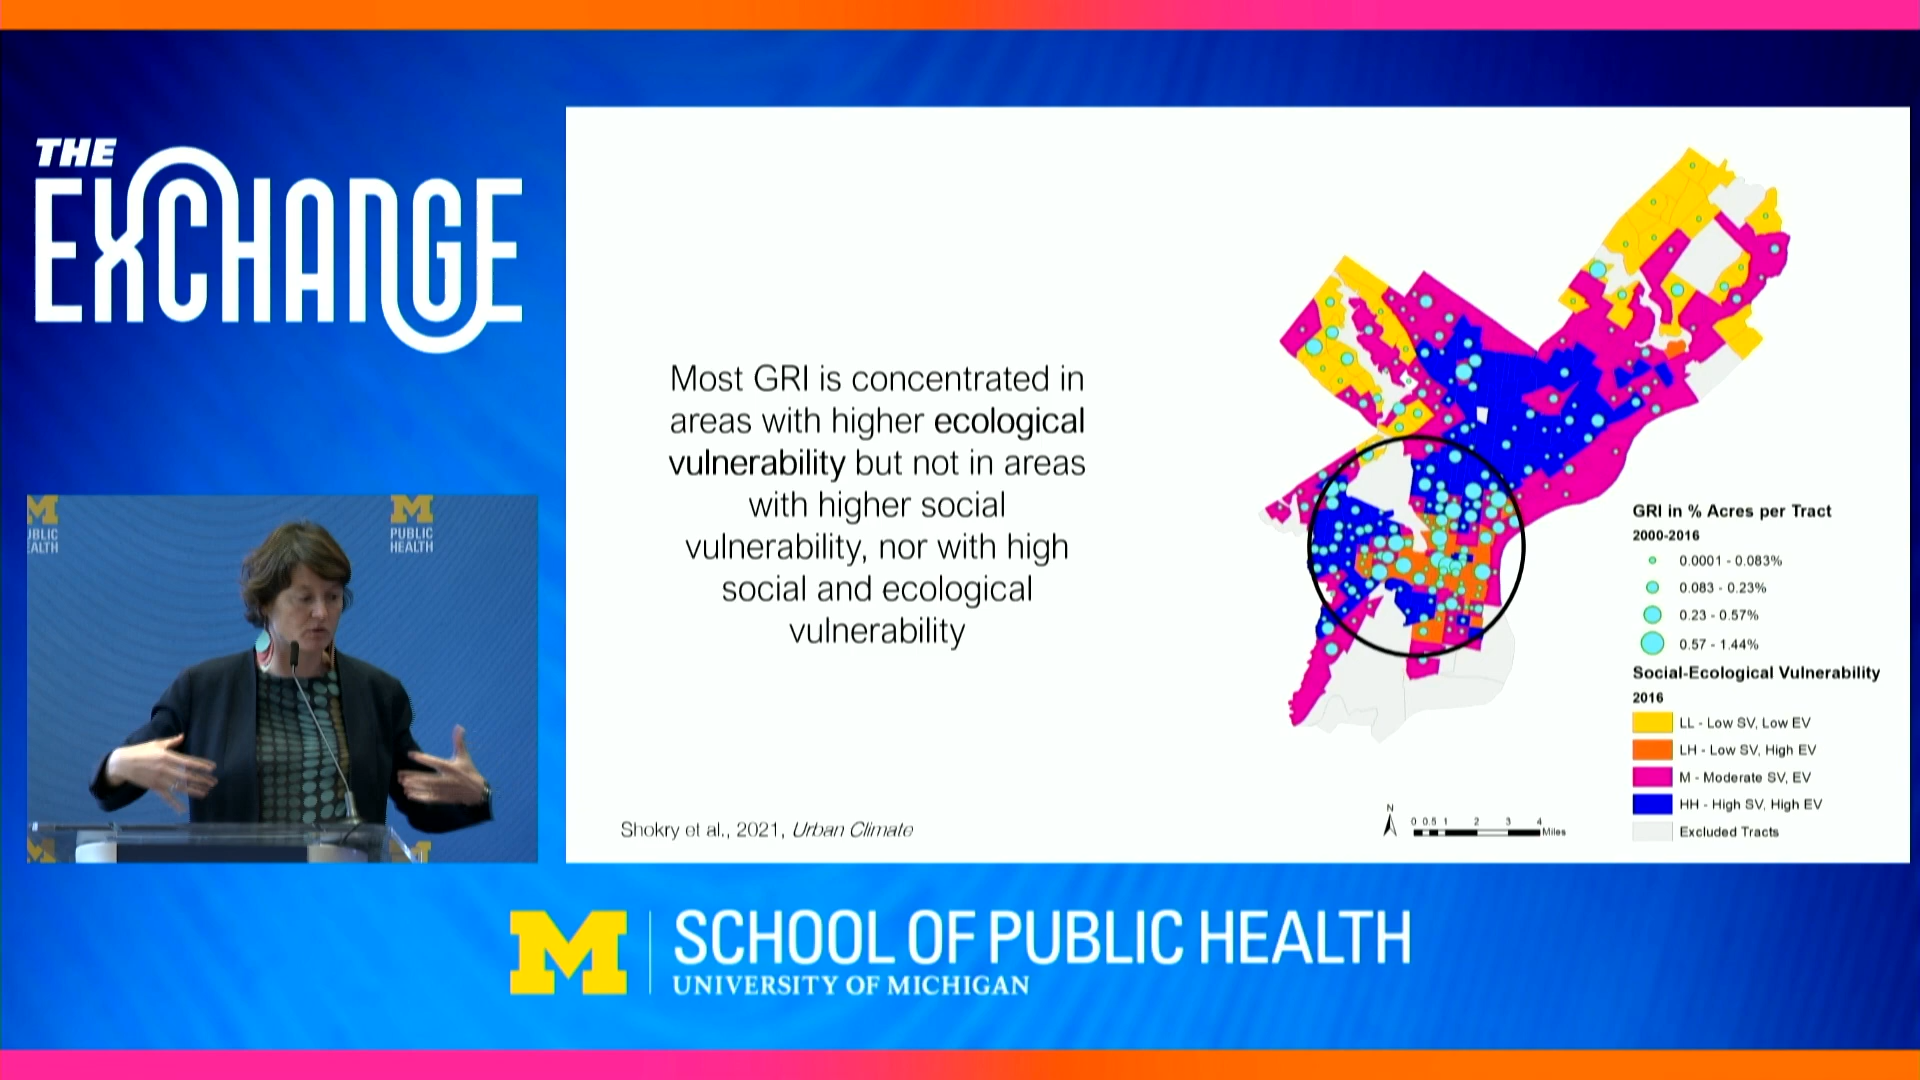 THE
EXCHANGE
Most GRI is concentrated in
areas with higher ecological
vulnerability but not in areas
with higher social
vulnerability, nor with high
social and ecological
vulnerability
Shokry et al., 2021, Urban Climate
GRI in % Acres per Tract
2000-2016
0.0001 - 0.083%
0.083 - 0.23%
0.23 - 0.57%
0.57 - 1.44%
Social-Ecological Vulnerability
2016
LL - Low SV, Low EV
LH - Low SV, High EV
M - Moderate SV, EV
HH - High SV, High EV
Excluded Tracts
N
0 0.5 1 2 3 4
Miles
M
UBLIC
EALTH
M
PUBLIC
HEALTH
M
SCHOOL OF PUBLIC HEALTH
UNIVERSITY OF MICHIGAN